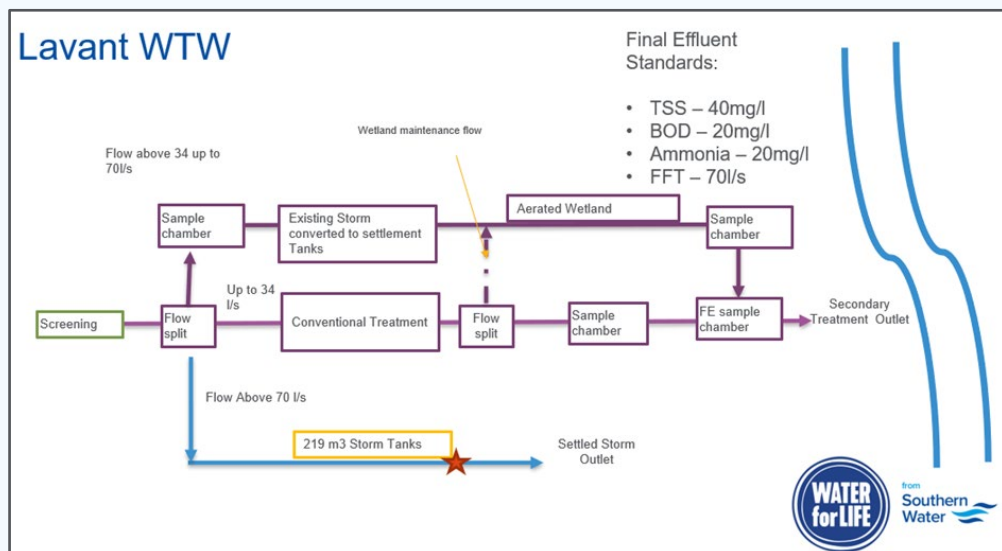 Lavant WTW
Final Effluent
Standards:
• TSS – 40mg/l
• BOD – 20mg/l
• Ammonia – 20mg/l
• FFT – 70l/s
Wetland maintenance flow
Flow above 34 up to
70l/s
Sample
chamber
Existing Storm
converted to settlement
Tanks
Aerated Wetland
Sample
chamber
Up to 34
l/s
Screening
Flow
split
Conventional Treatment
Flow
split
Sample
chamber
FE sample
chamber
Secondary
Treatment Outlet
Flow Above 70 l/s
219 m3 Storm Tanks
Settled Storm
Outlet
WATER
for LIFE
from
Southern
Water